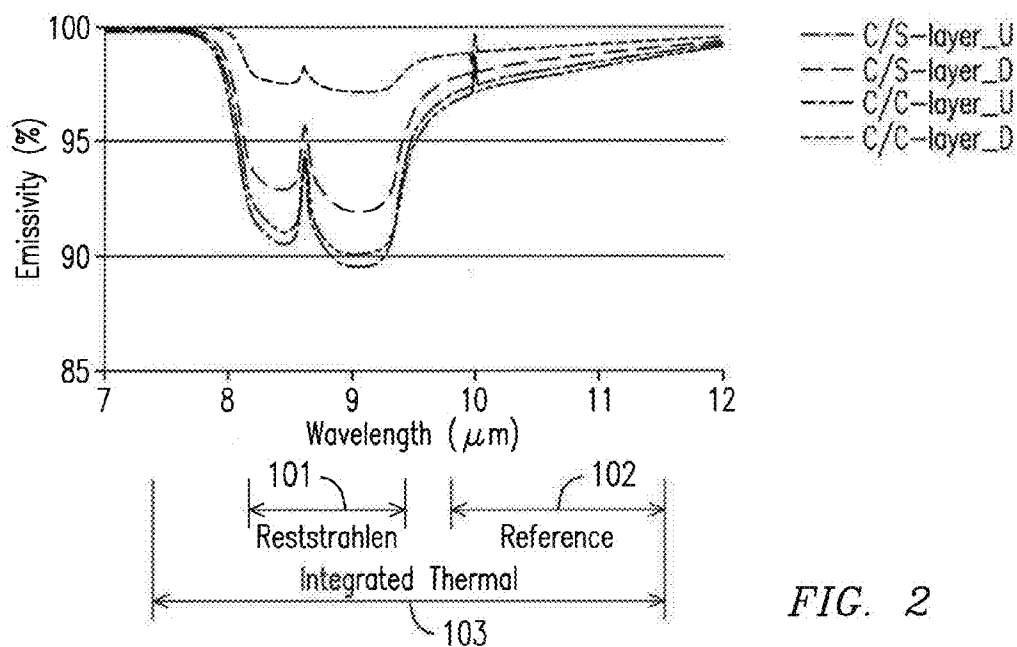 100
95
90
85
Emissivity (%)
7 8 9 10 11 12
Wavelength (μm)
C/S-layer_U
C/S-layer_D
C/C-layer_U
C/C-layer_D
101
102
Reststrahlen
Reference
Integrated Thermal
103
FIG. 2